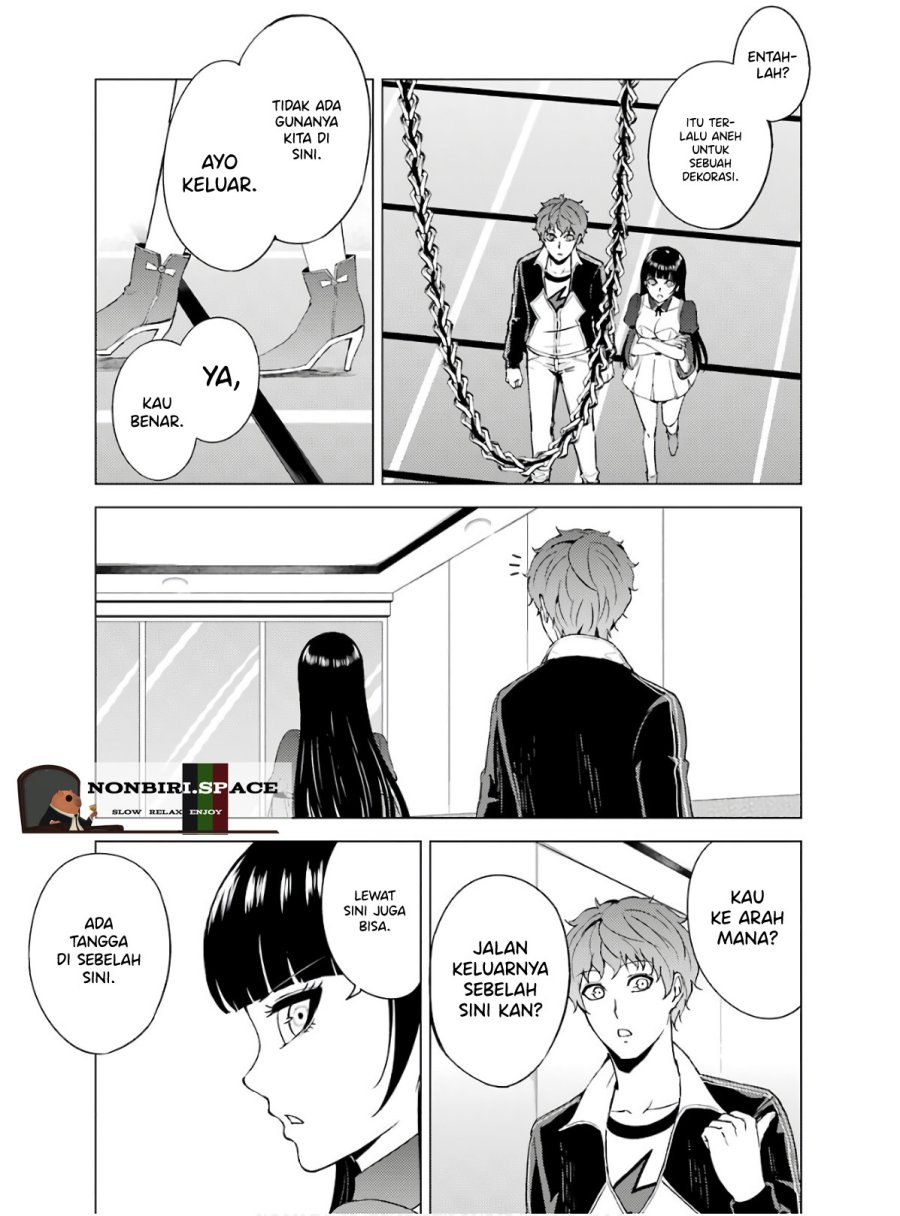 ENTAH-
LAH?
ITU TER-
LALU ANEH
UNTUK
SEBUAH
DEKORASI.
TIDAK ADA
GUNANYA
KITA DI
SINI.
AYO
KELUAR.
YA,
KAU
BENAR.
NONBIRI.SPACE
SLOW RELAX ENJOY
KAU
KE ARAH
MANA?
JALAN
KELUARNYA
SEBELAH
SINI KAN?
LEWAT
SINI JUGA
BISA.
ADA
TANGGA
DI SEBELAH
SINI.